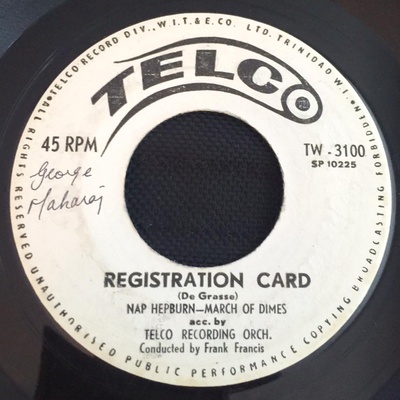 TELCO RECORD DIV., W.I.T. & E. CO. LTD. TRINIDAD W.I.
TELCO
45 RPM
TW - 3100
SP 10225
George
Maharaj
REGISTRATION CARD
(De Grasse)
NAP HEPBURN—MARCH OF DIMES
acc. by
TELCO RECORDING ORCH.
Conducted by Frank Francis
ALL RIGHTS RESERVED UNAUTHORISED PUBLIC PERFORMANCE COPYING BROADCASTING FORBIDDEN